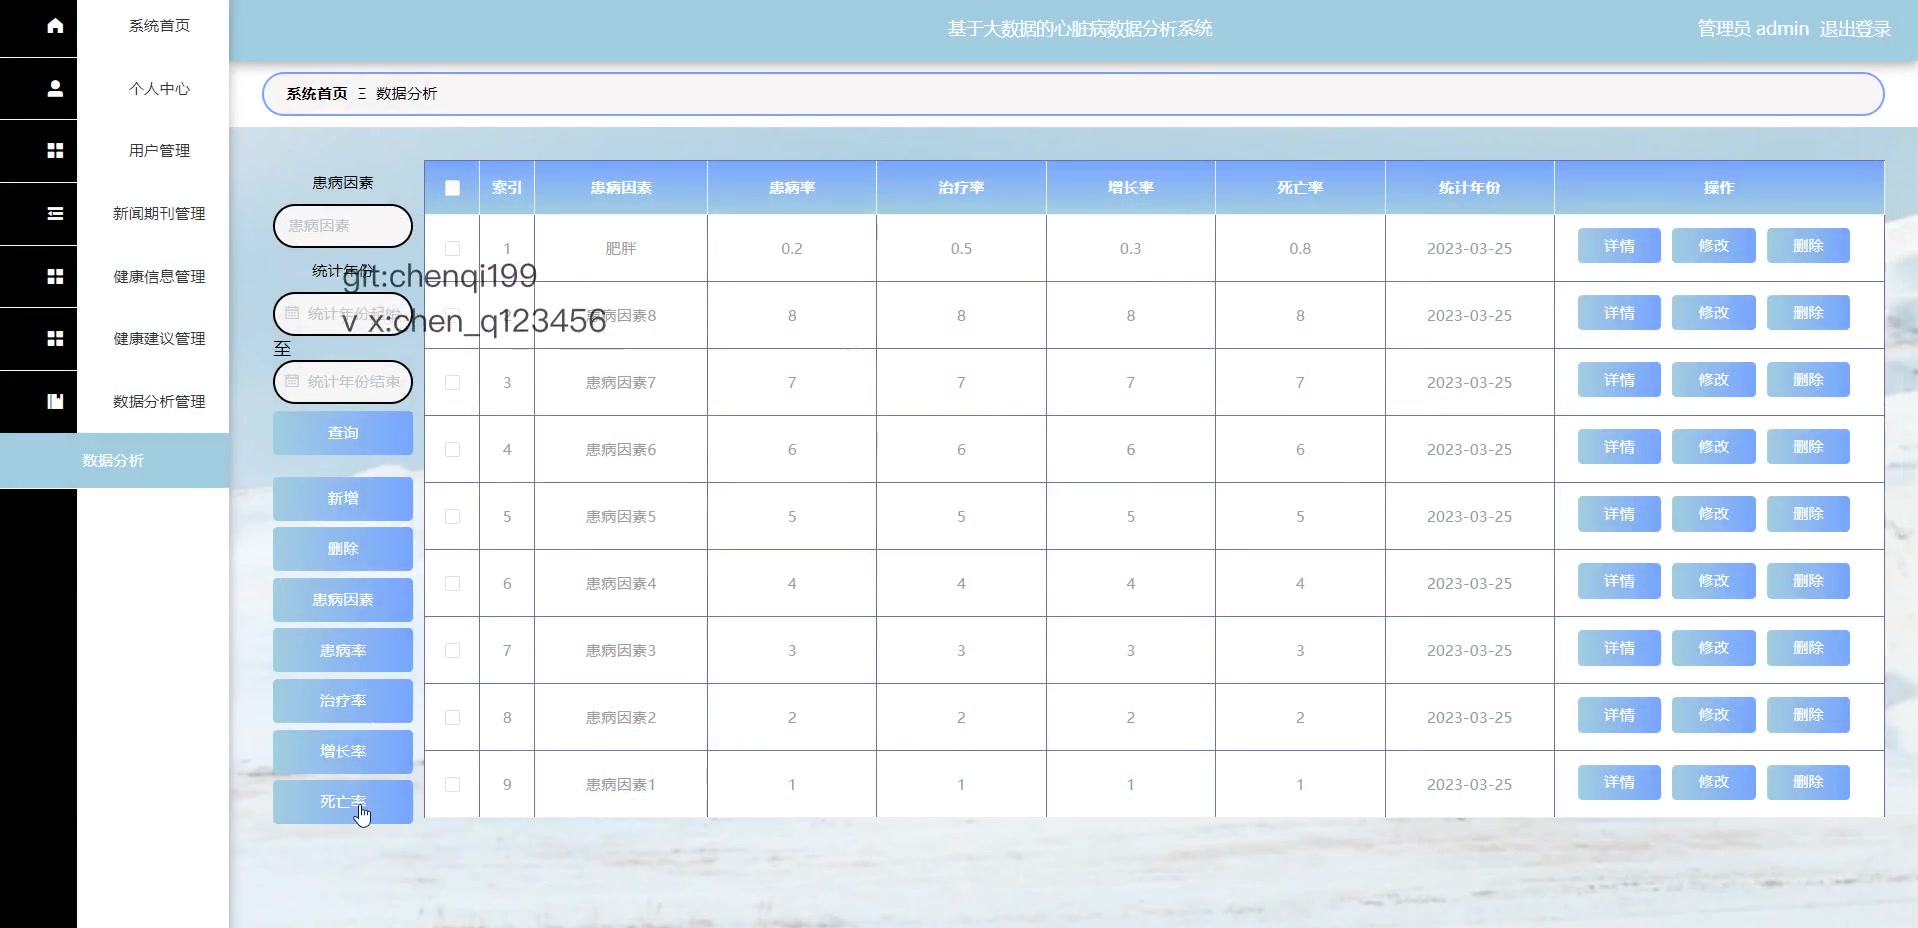 基于大数据的心脏病数据分析系统
管理员 admin 退出登录
系统首页
个人中心
用户管理
新闻期刊管理
健康信息管理
健康建议管理
数据分析管理
数据分析
系统首页 Ξ 数据分析
患病因素
患病因素
统计年份
统计年份起始
至
统计年份结束
查询
新增
删除
患病因素
患病率
治疗率
增长率
死亡率
git:chenqi199
v x:chen_q123456
索引 患病因素 患病率 治疗率 增长率 死亡率 统计年份 操作
1 肥胖 0.2 0.5 0.3 0.8 2023-03-25 详情 修改 删除
2 患病因素8 8 8 8 8 2023-03-25 详情 修改 删除
3 患病因素7 7 7 7 7 2023-03-25 详情 修改 删除
4 患病因素6 6 6 6 6 2023-03-25 详情 修改 删除
5 患病因素5 5 5 5 5 2023-03-25 详情 修改 删除
6 患病因素4 4 4 4 4 2023-03-25 详情 修改 删除
7 患病因素3 3 3 3 3 2023-03-25 详情 修改 删除
8 患病因素2 2 2 2 2 2023-03-25 详情 修改 删除
9 患病因素1 1 1 1 1 2023-03-25 详情 修改 删除